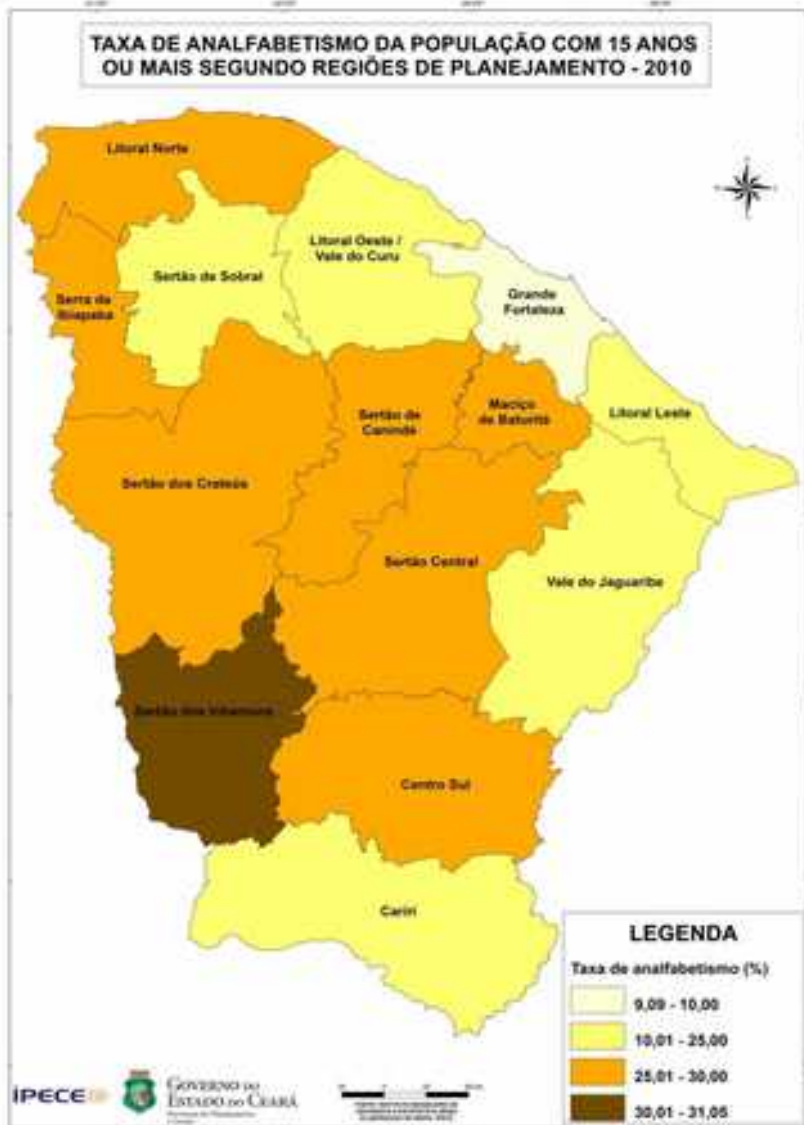 TAXA DE ANALFABETISMO DA POPULAÇÃO COM 15 ANOS
OU MAIS SEGUNDO REGIÕES DE PLANEJAMENTO - 2010
Litoral Norte
Litoral Oeste /
Vale do Curu
Sertão de Sobral
Grande
Fortaleza
Serra da
Ibiapaba
Maciço
de Baturité
Sertão de
Canindé
Litoral Leste
Sertão dos Crateús
Sertão Central
Vale do Jaguaribe
Sertão dos Inhamuns
Centro Sul
Cariri
LEGENDA
Taxa de analfabetismo (%)
9,09 - 10,00
10,01 - 25,00
25,01 - 30,00
30,01 - 31,05
IPECE
GOVERNO DO
ESTADO DO CEARÁ